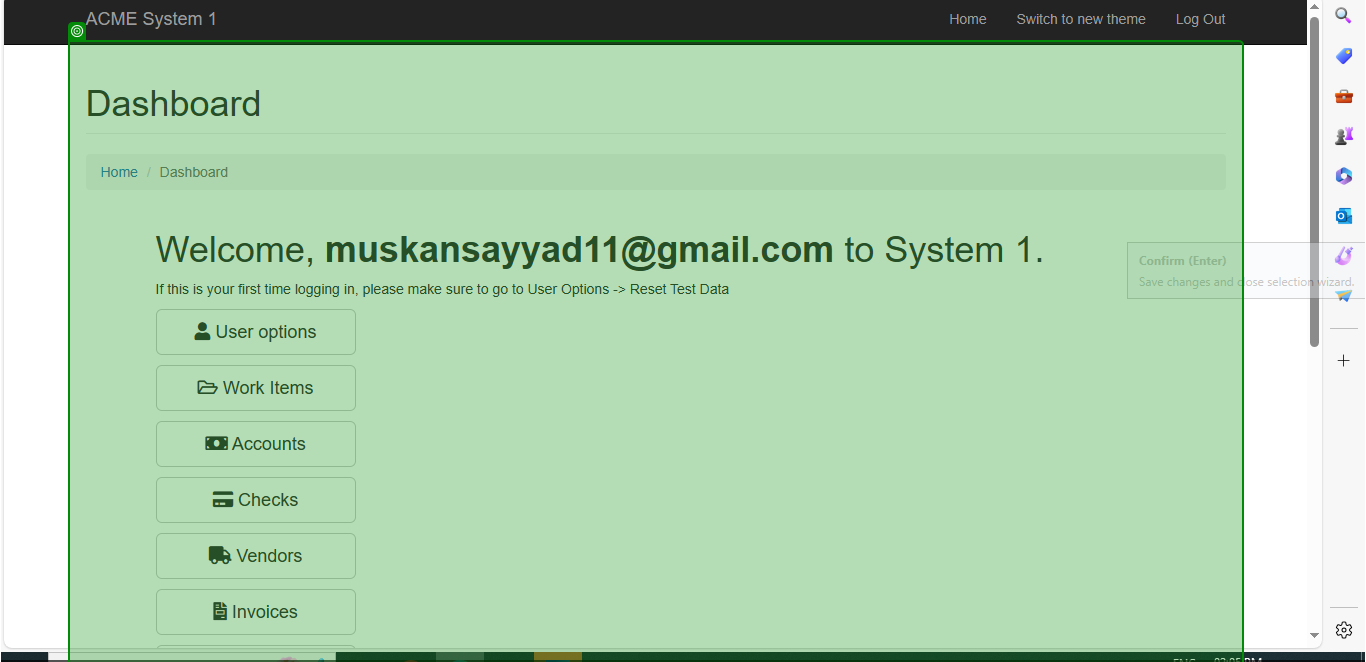 ACME System 1
Home Switch to new theme Log Out
Dashboard
Home / Dashboard
Welcome, muskansayyad11@gmail.com to System 1.
Confirm (Enter)
Save changes and close selection wizard.
If this is your first time logging in, please make sure to go to User Options -> Reset Test Data
User options
Work Items
Accounts
Checks
Vendors
Invoices